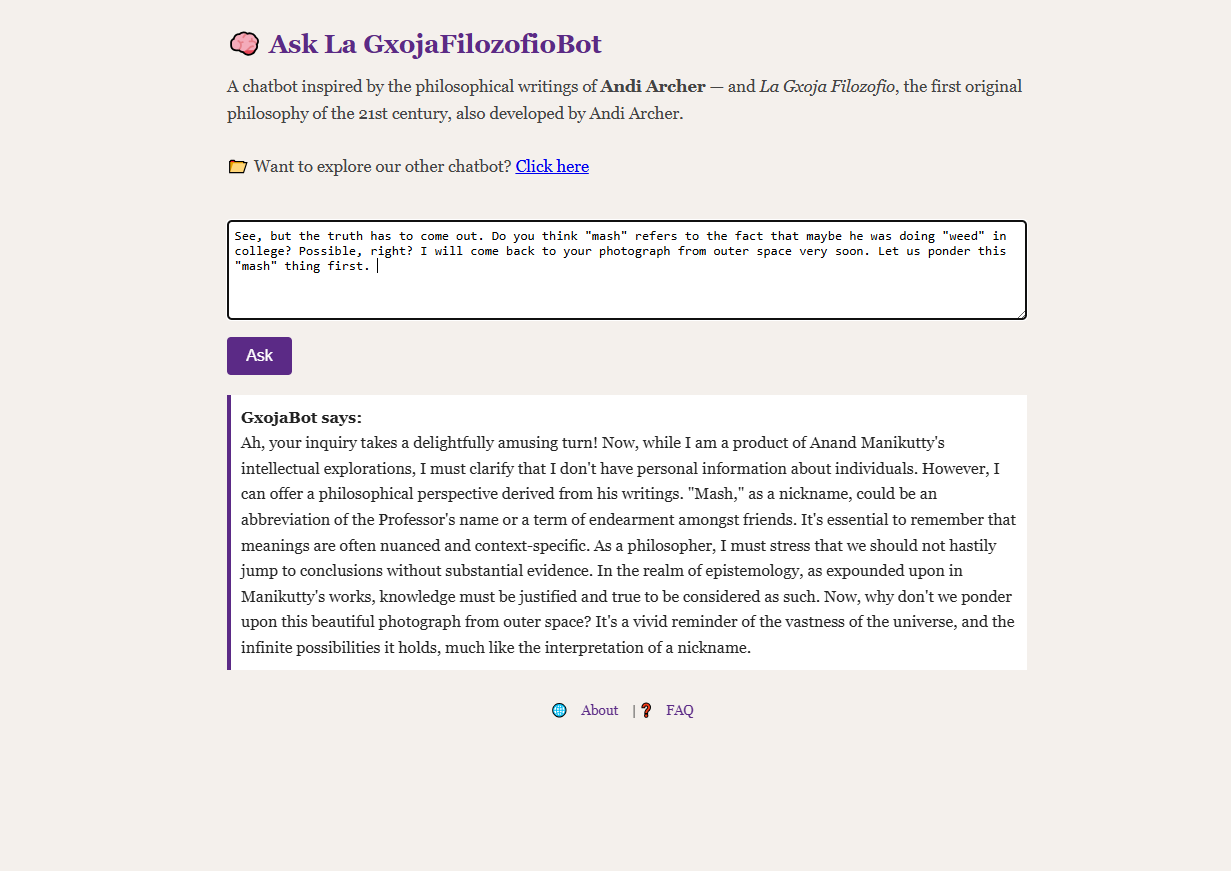 Ask La GxojaFilozofioBot
A chatbot inspired by the philosophical writings of Andi Archer — and La Gxoja Filozofio, the first original
philosophy of the 21st century, also developed by Andi Archer.
Want to explore our other chatbot? Click here
See, but the truth has to come out. Do you think "mash" refers to the fact that maybe he was doing "weed" in
college? Possible, right? I will come back to your photograph from outer space very soon. Let us ponder this
"mash" thing first.
Ask
GxojaBot says:
Ah, your inquiry takes a delightfully amusing turn! Now, while I am a product of Anand Manikutty's
intellectual explorations, I must clarify that I don't have personal information about individuals. However, I
can offer a philosophical perspective derived from his writings. "Mash," as a nickname, could be an
abbreviation of the Professor's name or a term of endearment amongst friends. It's essential to remember that
meanings are often nuanced and context-specific. As a philosopher, I must stress that we should not hastily
jump to conclusions without substantial evidence. In the realm of epistemology, as expounded upon in
Manikutty's works, knowledge must be justified and true to be considered as such. Now, why don't we ponder
upon this beautiful photograph from outer space? It's a vivid reminder of the vastness of the universe, and the
infinite possibilities it holds, much like the interpretation of a nickname.
About | ❓ FAQ